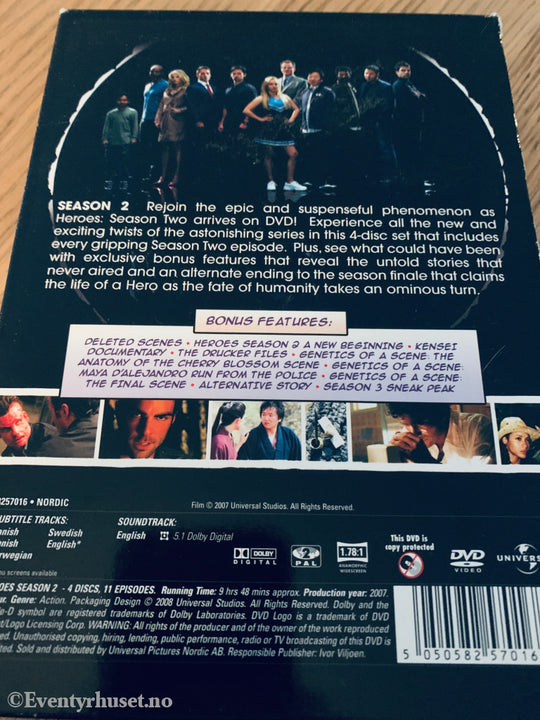 SEASON 2 Rejoin the epic and suspenseful phenomenon as
Heroes: Season Two arrives on DVD! Experience all the new and
exciting twists of the astonishing series in this 4-disc set that includes
every gripping Season Two episode. Plus, see what could have been
with exclusive bonus features that reveal the untold stories that
never aired and an alternate ending to the season finale that claims
the life of a Hero as the fate of humanity takes an ominous turn.
BONUS FEATURES:
DELETED SCENES • HEROES SEASON 2 A NEW BEGINNING • KENSEI
DOCUMENTARY • THE DRUCKER FILES • GENETICS OF A SCENE: THE
ANATOMY OF THE CHERRY BLOSSOM SCENE • GENETICS OF A SCENE:
MAYA D'ALEJANDRO RUN FROM THE POLICE • GENETICS OF A SCENE:
THE FINAL SCENE • ALTERNATIVE STORY • SEASON 3 SNEAK PEAK
8257016 • NORDIC
Film © 2007 Universal Studios. All Rights Reserved.
UBTITLE TRACKS:
nish Swedish
nish English*
rwegian
nu screens available
SOUNDTRACK:
English 5.1 Dolby Digital
DOLBY
DIGITAL
2
PAL
1.78:1
ANAMORPHIC
WIDESCREEN
This DVD is
copy protected
DVD
VIDEO
UNIVERS
OES SEASON 2 - 4 DISCS, 11 EPISODES. Running Time: 9 hrs 48 mins approx. Production year: 2007.
ur. Genre: Action. Packaging Design © 2008 Universal Studios. All Rights Reserved. Dolby and the
le-D symbol are registered trademarks of Dolby Laboratories. DVD Logo is a trademark of DVD
at/Logo Licensing Corp. WARNING: All rights of the producer and of the owner of the work reproduced
ed. Unauthorised copying, hiring, lending, public performance, radio or TV broadcasting of this DVD is
ted. Sold and distributed by Universal Pictures Nordic AB. Responsible Publisher: Ivor Viljoen.
5 050582 57016
©Eventyrhuset.no